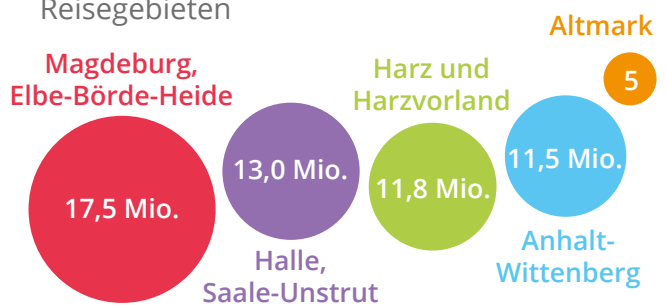 Reisegebieten
Altmark
5
Magdeburg,
Elbe-Börde-Heide
17,5 Mio.
13,0 Mio.
Halle,
Saale-Unstrut
Harz und
Harzvorland
11,8 Mio.
11,5 Mio.
Anhalt-
Wittenberg